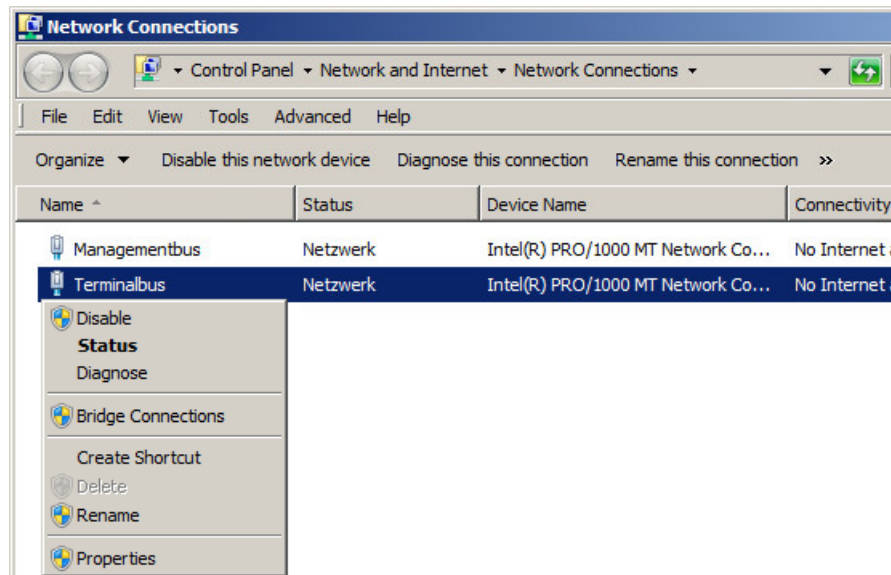 Network Connections
Control Panel Network and Internet Network Connections
File Edit View Tools Advanced Help
Organize Disable this network device Diagnose this connection Rename this connection »
Name Status Device Name Connectivity
Managementbus Netzwerk Intel(R) PRO/1000 MT Network Co... No Internet
Terminalbus Netzwerk Intel(R) PRO/1000 MT Network Co... No Internet
Disable
Status
Diagnose
Bridge Connections
Create Shortcut
Delete
Rename
Properties